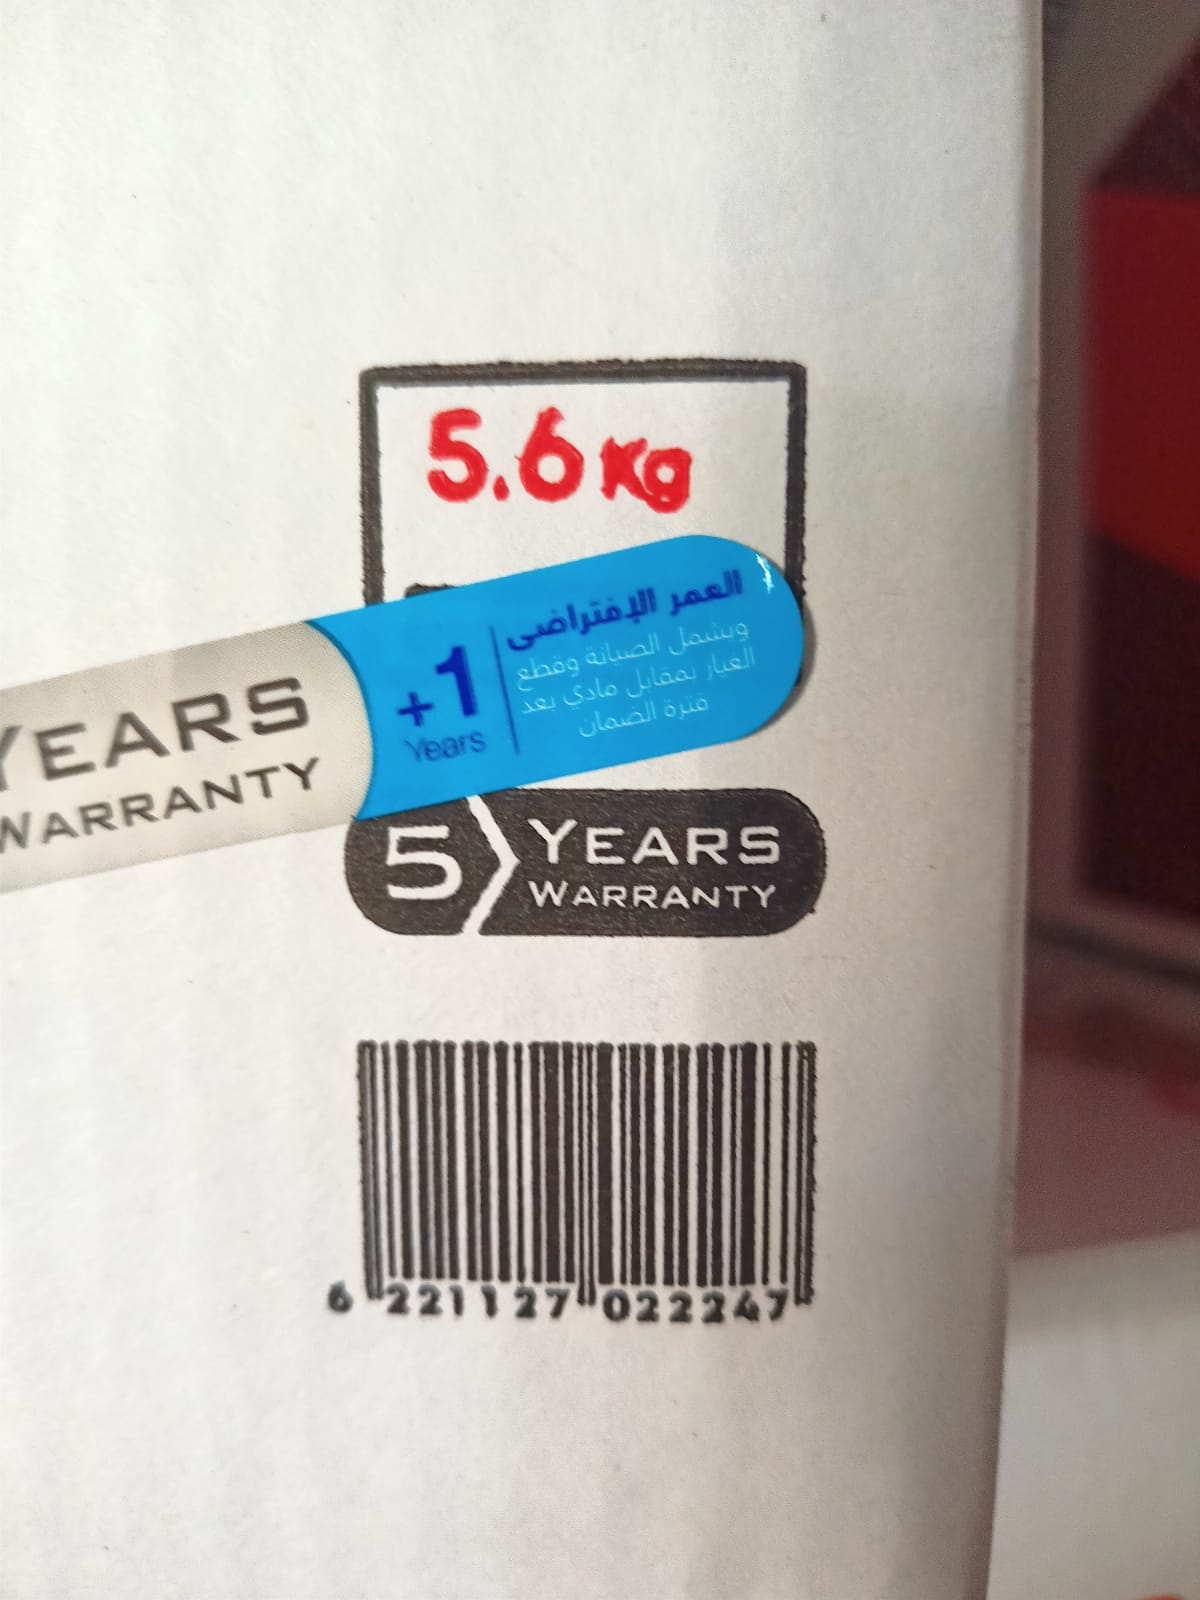 5.6 Kg
العمر الإفتراضى
ويشمل الصيانة وقطع
الغيار بمقابل مادي بعد
فترة الضمان
+1
Years
YEARS
WARRANTY
5 YEARS
WARRANTY
6 221127 022247